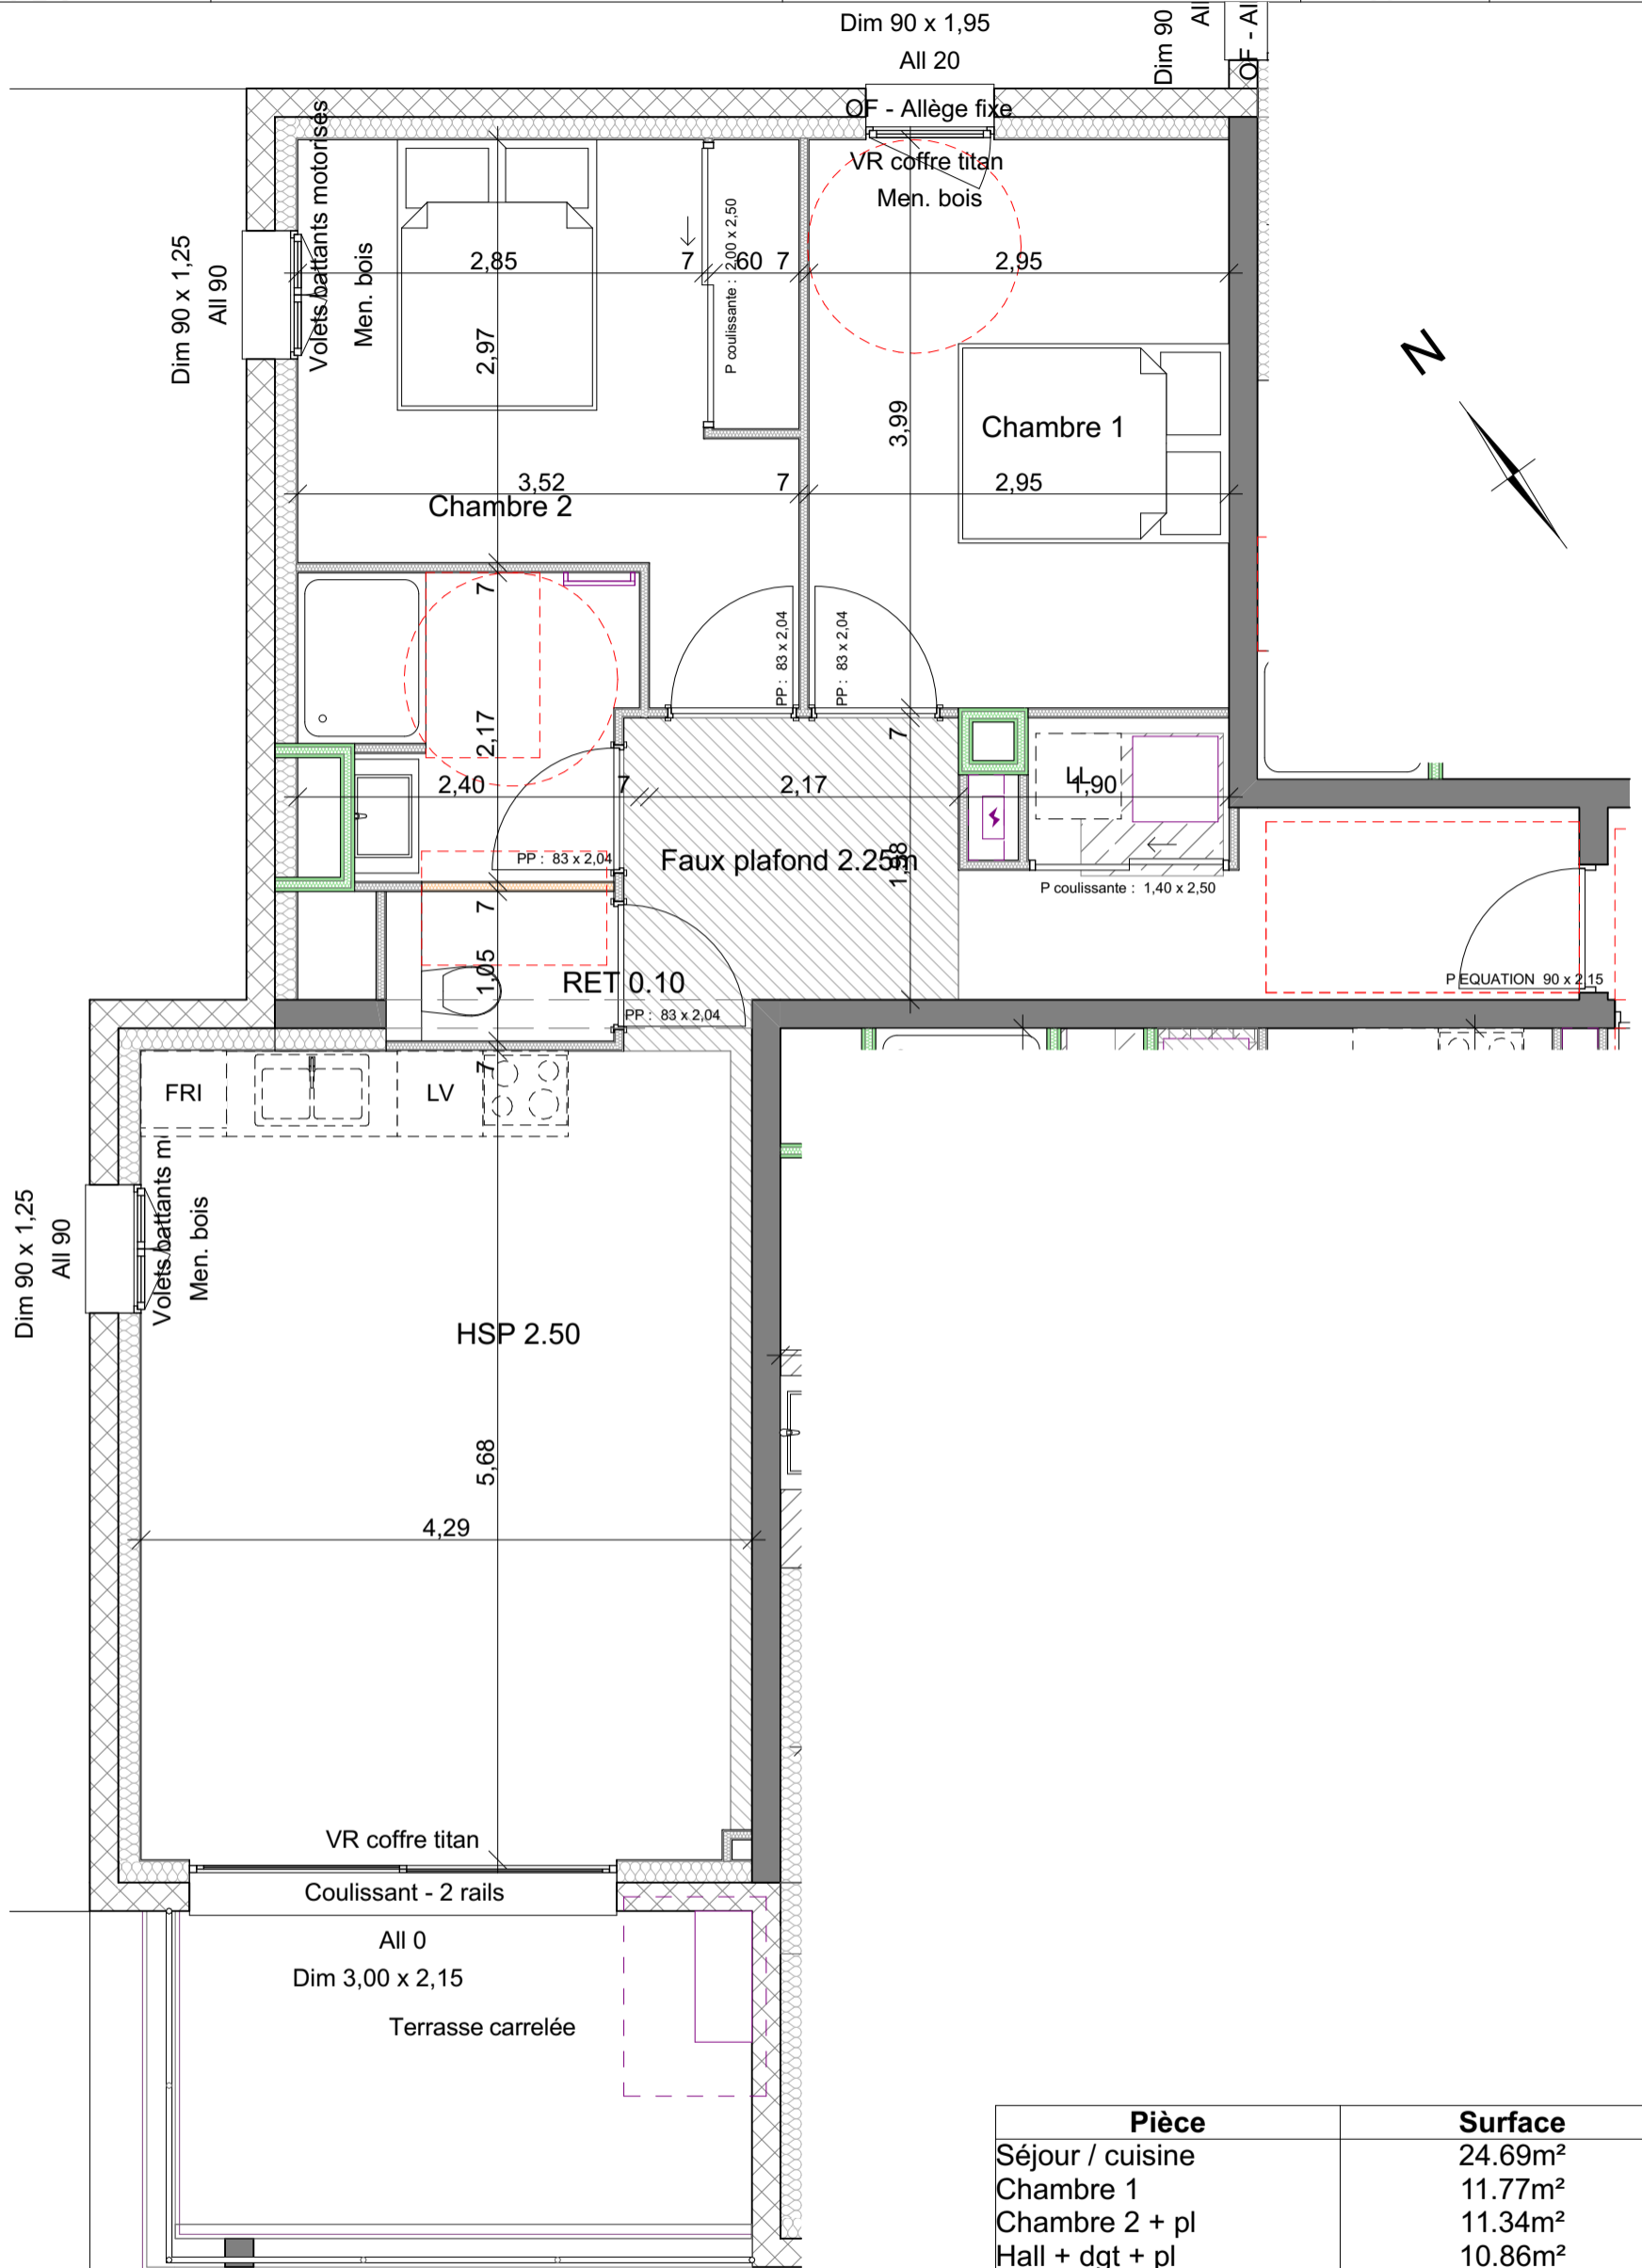 Dim 90 x 1,95
All 20
OF - Allège fixe
VR coffre titan
Men. bois
Dim 90
All
OF - All
Dim 90 x 1,25
All 90
Volets battants motorisés
Men. bois
P coulissante : 2,00 x 2,50
2,85
7
60
7
2,95
2,97
3,99
Chambre 1
N
3,52
7
2,95
Chambre 2
7
PP : 83 x 2,04
PP : 83 x 2,04
2,17
7
2,40
7
2,17
LL
1,90
PP : 83 x 2,04
Faux plafond 2.25m
1,98
P coulissante : 1,40 x 2,50
7
1,05
RET 0.10
P EQUATION 90 x 2,15
PP : 83 x 2,04
7
FRI
LV
Dim 90 x 1,25
All 90
Volets battants m
Men. bois
HSP 2.50
5,68
4,29
VR coffre titan
Coulissant - 2 rails
All 0
Dim 3,00 x 2,15
Terrasse carrelée
Pièce Surface
Séjour / cuisine 24.69m²
Chambre 1 11.77m²
Chambre 2 + pl 11.34m²
Hall + dgt + pl 10.86m²